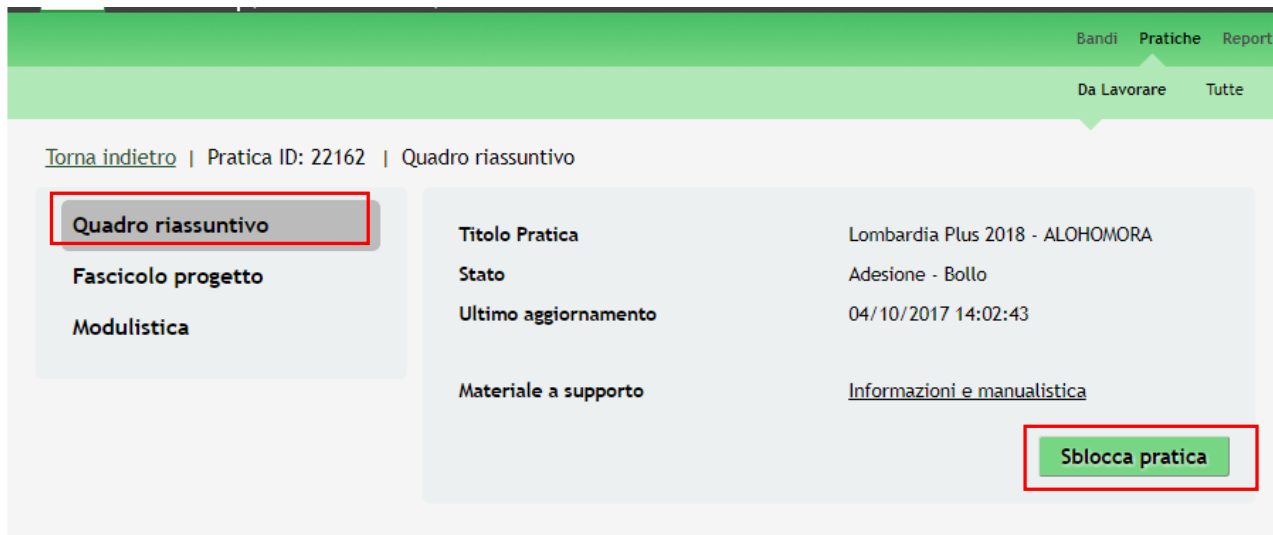 Bandi Pratiche Report
Da Lavorare Tutte
Torna indietro | Pratica ID: 22162 | Quadro riassuntivo
Quadro riassuntivo
Fascicolo progetto
Modulistica
Titolo Pratica Lombardia Plus 2018 - ALOHOMORA
Stato Adesione - Bollo
Ultimo aggiornamento 04/10/2017 14:02:43
Materiale a supporto Informazioni e manualistica
Sblocca pratica